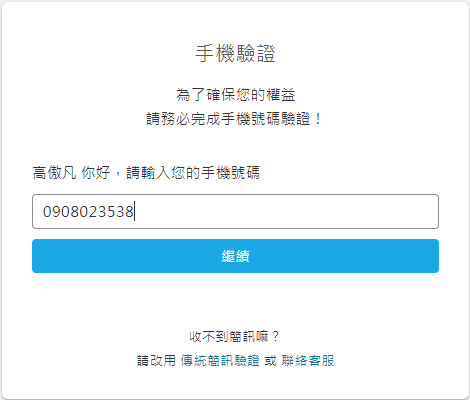 手機驗證
為了確保您的權益
請務必完成手機號碼驗證！
高傲凡 你好，請輸入您的手機號碼
0908023538
繼續
收不到簡訊嘛？
請改用 傳統簡訊驗證 或 聯絡客服